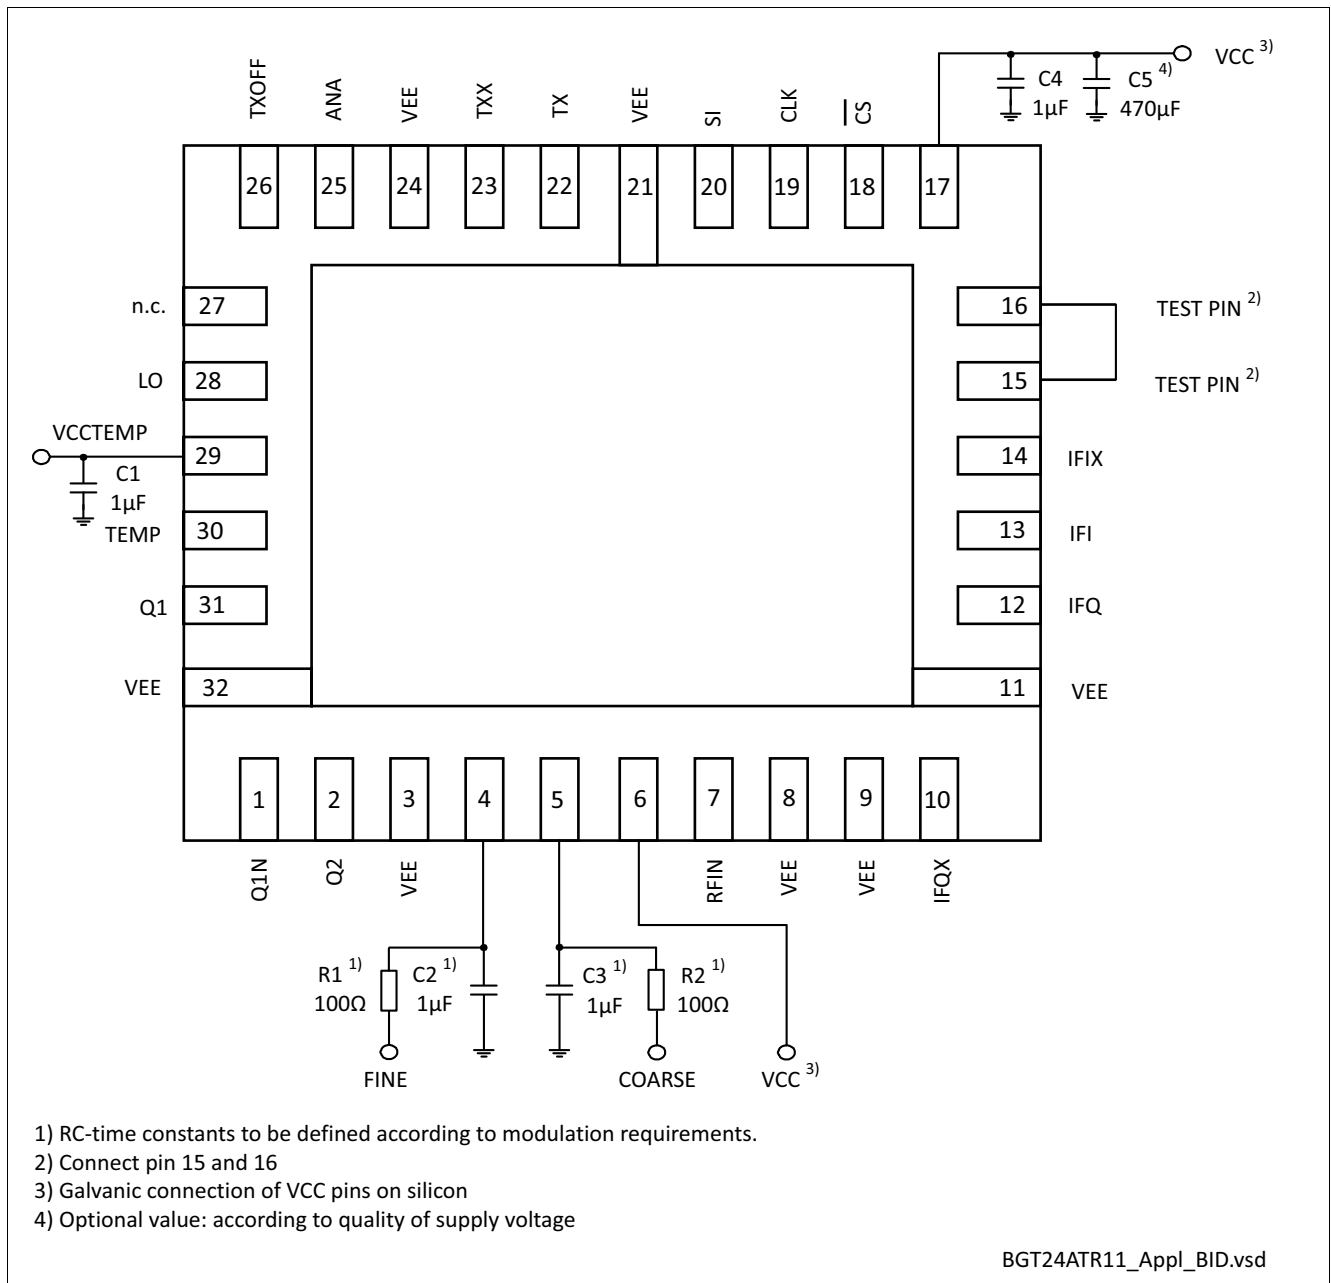 VCC 3)
C4
1µF
C5 4)
470µF
TXOFF
ANA
VEE
TXX
TX
VEE
SI
CLK
CS
26
25
24
23
22
21
20
19
18
17
n.c.
27
16
TEST PIN 2)
LO
28
15
TEST PIN 2)
VCCTEMP
29
14
IFIX
C1
1µF
TEMP
30
13
IFI
Q1
31
12
IFQ
VEE
32
11
VEE
1
2
3
4
5
6
7
8
9
10
Q1N
Q2
VEE
RFIN
VEE
VEE
IFQX
R1 1)
100Ω
C2 1)
1µF
C3 1)
1µF
R2 1)
100Ω
FINE
COARSE
VCC 3)
1) RC-time constants to be defined according to modulation requirements.
2) Connect pin 15 and 16
3) Galvanic connection of VCC pins on silicon
4) Optional value: according to quality of supply voltage
BGT24ATR11_Appl_BID.vsd